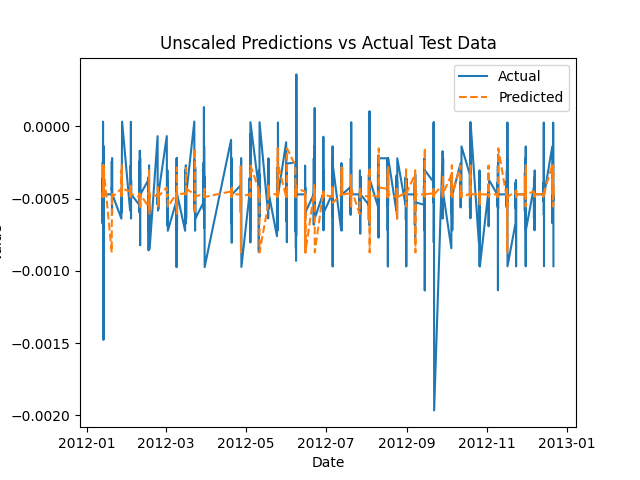 Unscaled Predictions vs Actual Test Data
Actual
Predicted
0.0000
−0.0005
−0.0010
−0.0015
−0.0020
2012-01 2012-03 2012-05 2012-07 2012-09 2012-11 2013-01
Date